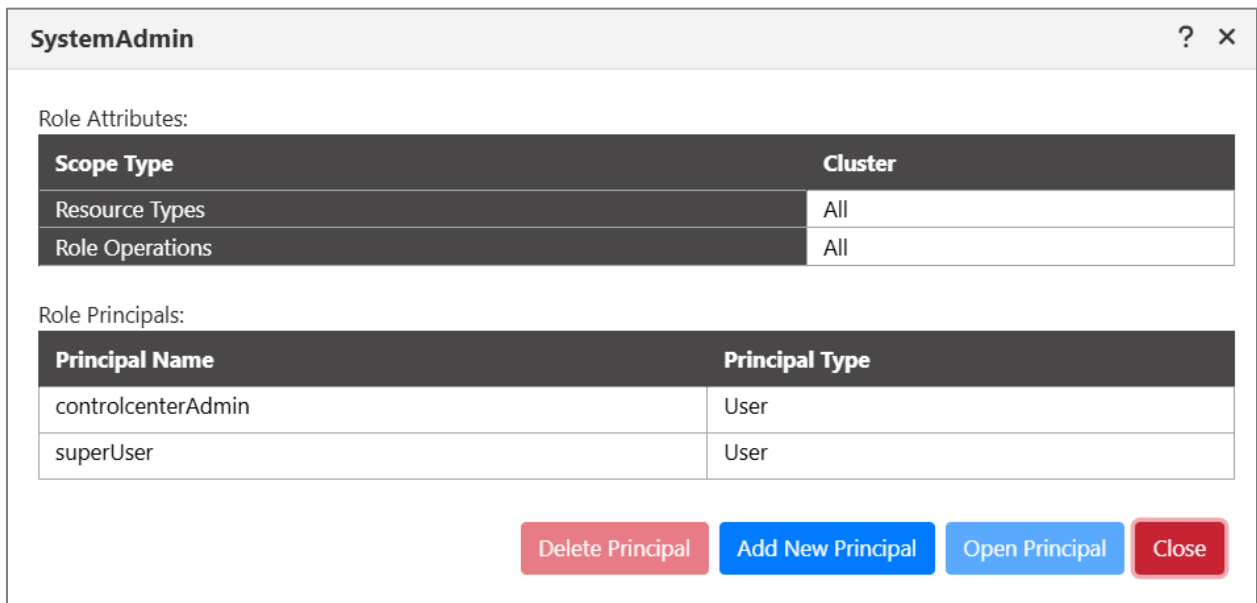 SystemAdmin ? ×
Role Attributes:
Scope Type Cluster
Resource Types All
Role Operations All
Role Principals:
Principal Name Principal Type
controlcenterAdmin User
superUser User
Delete Principal Add New Principal Open Principal Close